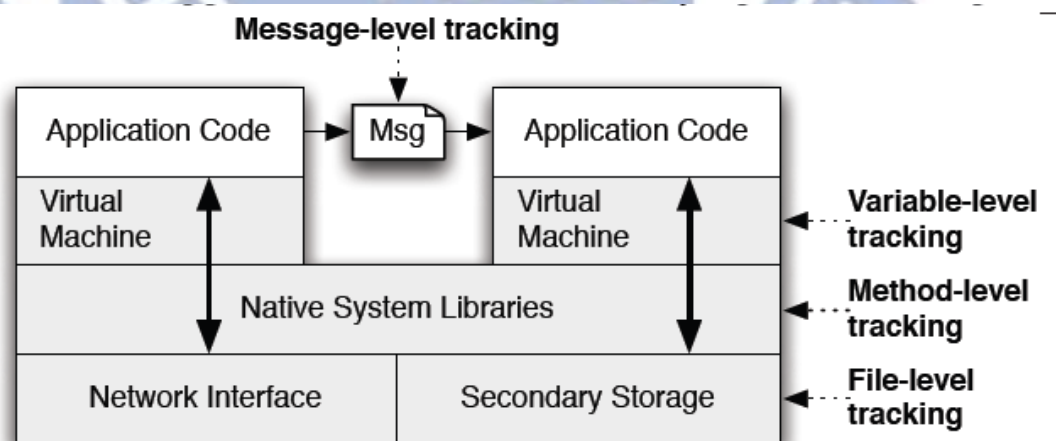 Message-level tracking
Application Code
Msg
Application Code
Virtual
Machine
Virtual
Machine
Variable-level
tracking
Native System Libraries
Method-level
tracking
Network Interface
Secondary Storage
File-level
tracking